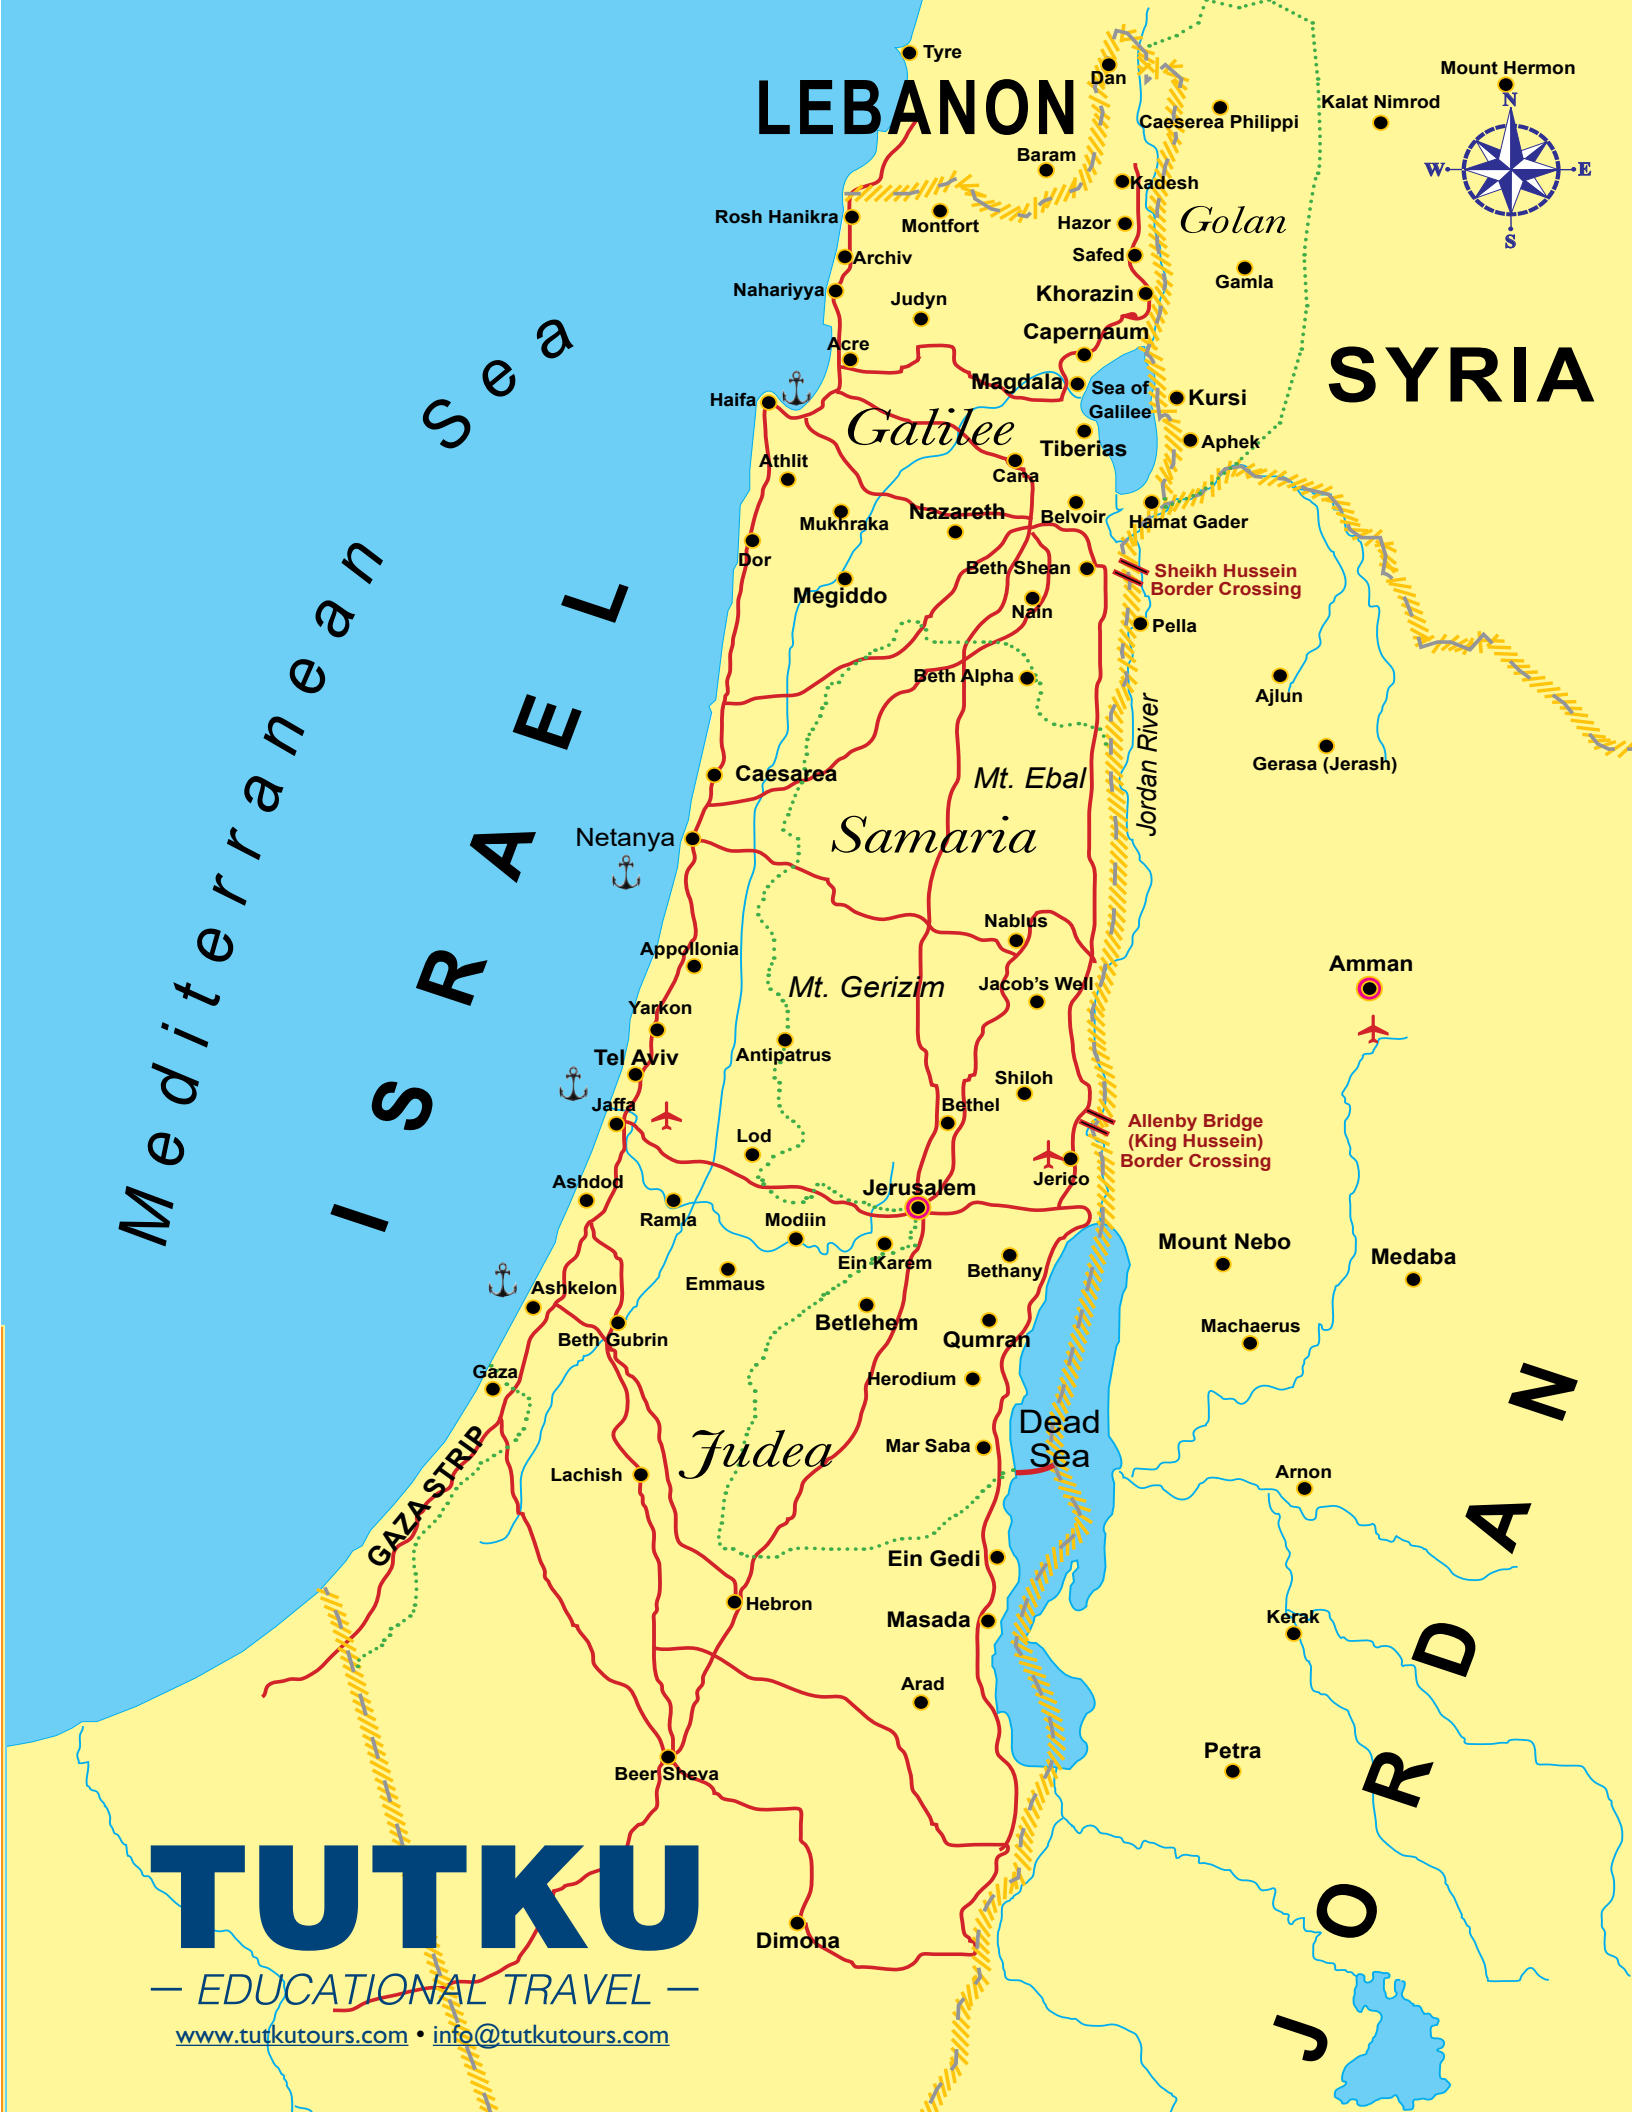 Tyre
LEBANON
Dan
Mount Hermon
Kalat Nimrod
Caeserea Philippi
N
W
E
S
Baram
Kadesh
Rosh Hanikra
Montfort
Hazor
Golan
Archiv
Safed
Gamla
Nahariyya
Judyn
Khorazin
Capernaum
Acre
Magdala
Sea of
Galilee
SYRIA
Haifa
Kursi
Galilee
Tiberias
Aphek
Athlit
Cana
Mukhraka
Nazareth
Belvoir
Hamat Gader
Dor
Beth Shean
Sheikh Hussein
Border Crossing
Megiddo
Nain
Pella
Beth Alpha
Ajlun
Jordan River
Gerasa (Jerash)
Mediterranean Sea
ISRAEL
Caesarea
Mt. Ebal
Netanya
Samaria
Nablus
Appollonia
Amman
Mt. Gerizim
Jacob's Well
Yarkon
Tel Aviv
Antipatrus
Shiloh
Jaffa
Bethel
Allenby Bridge
(King Hussein)
Border Crossing
Lod
Jerico
Ashdod
Jerusalem
Ramla
Modiin
Mount Nebo
Medaba
Ein Karem
Bethany
Emmaus
Ashkelon
Betlehem
Qumran
Machaerus
Beth Gubrin
Gaza
Herodium
Dead
Sea
GAZA STRIP
Judea
Mar Saba
Lachish
Arnon
Ein Gedi
Hebron
Masada
Kerak
Arad
JORDAN
Petra
Beer Sheva
Dimona
TUTKU
— EDUCATIONAL TRAVEL —
www.tutkutours.com • info@tutkutours.com